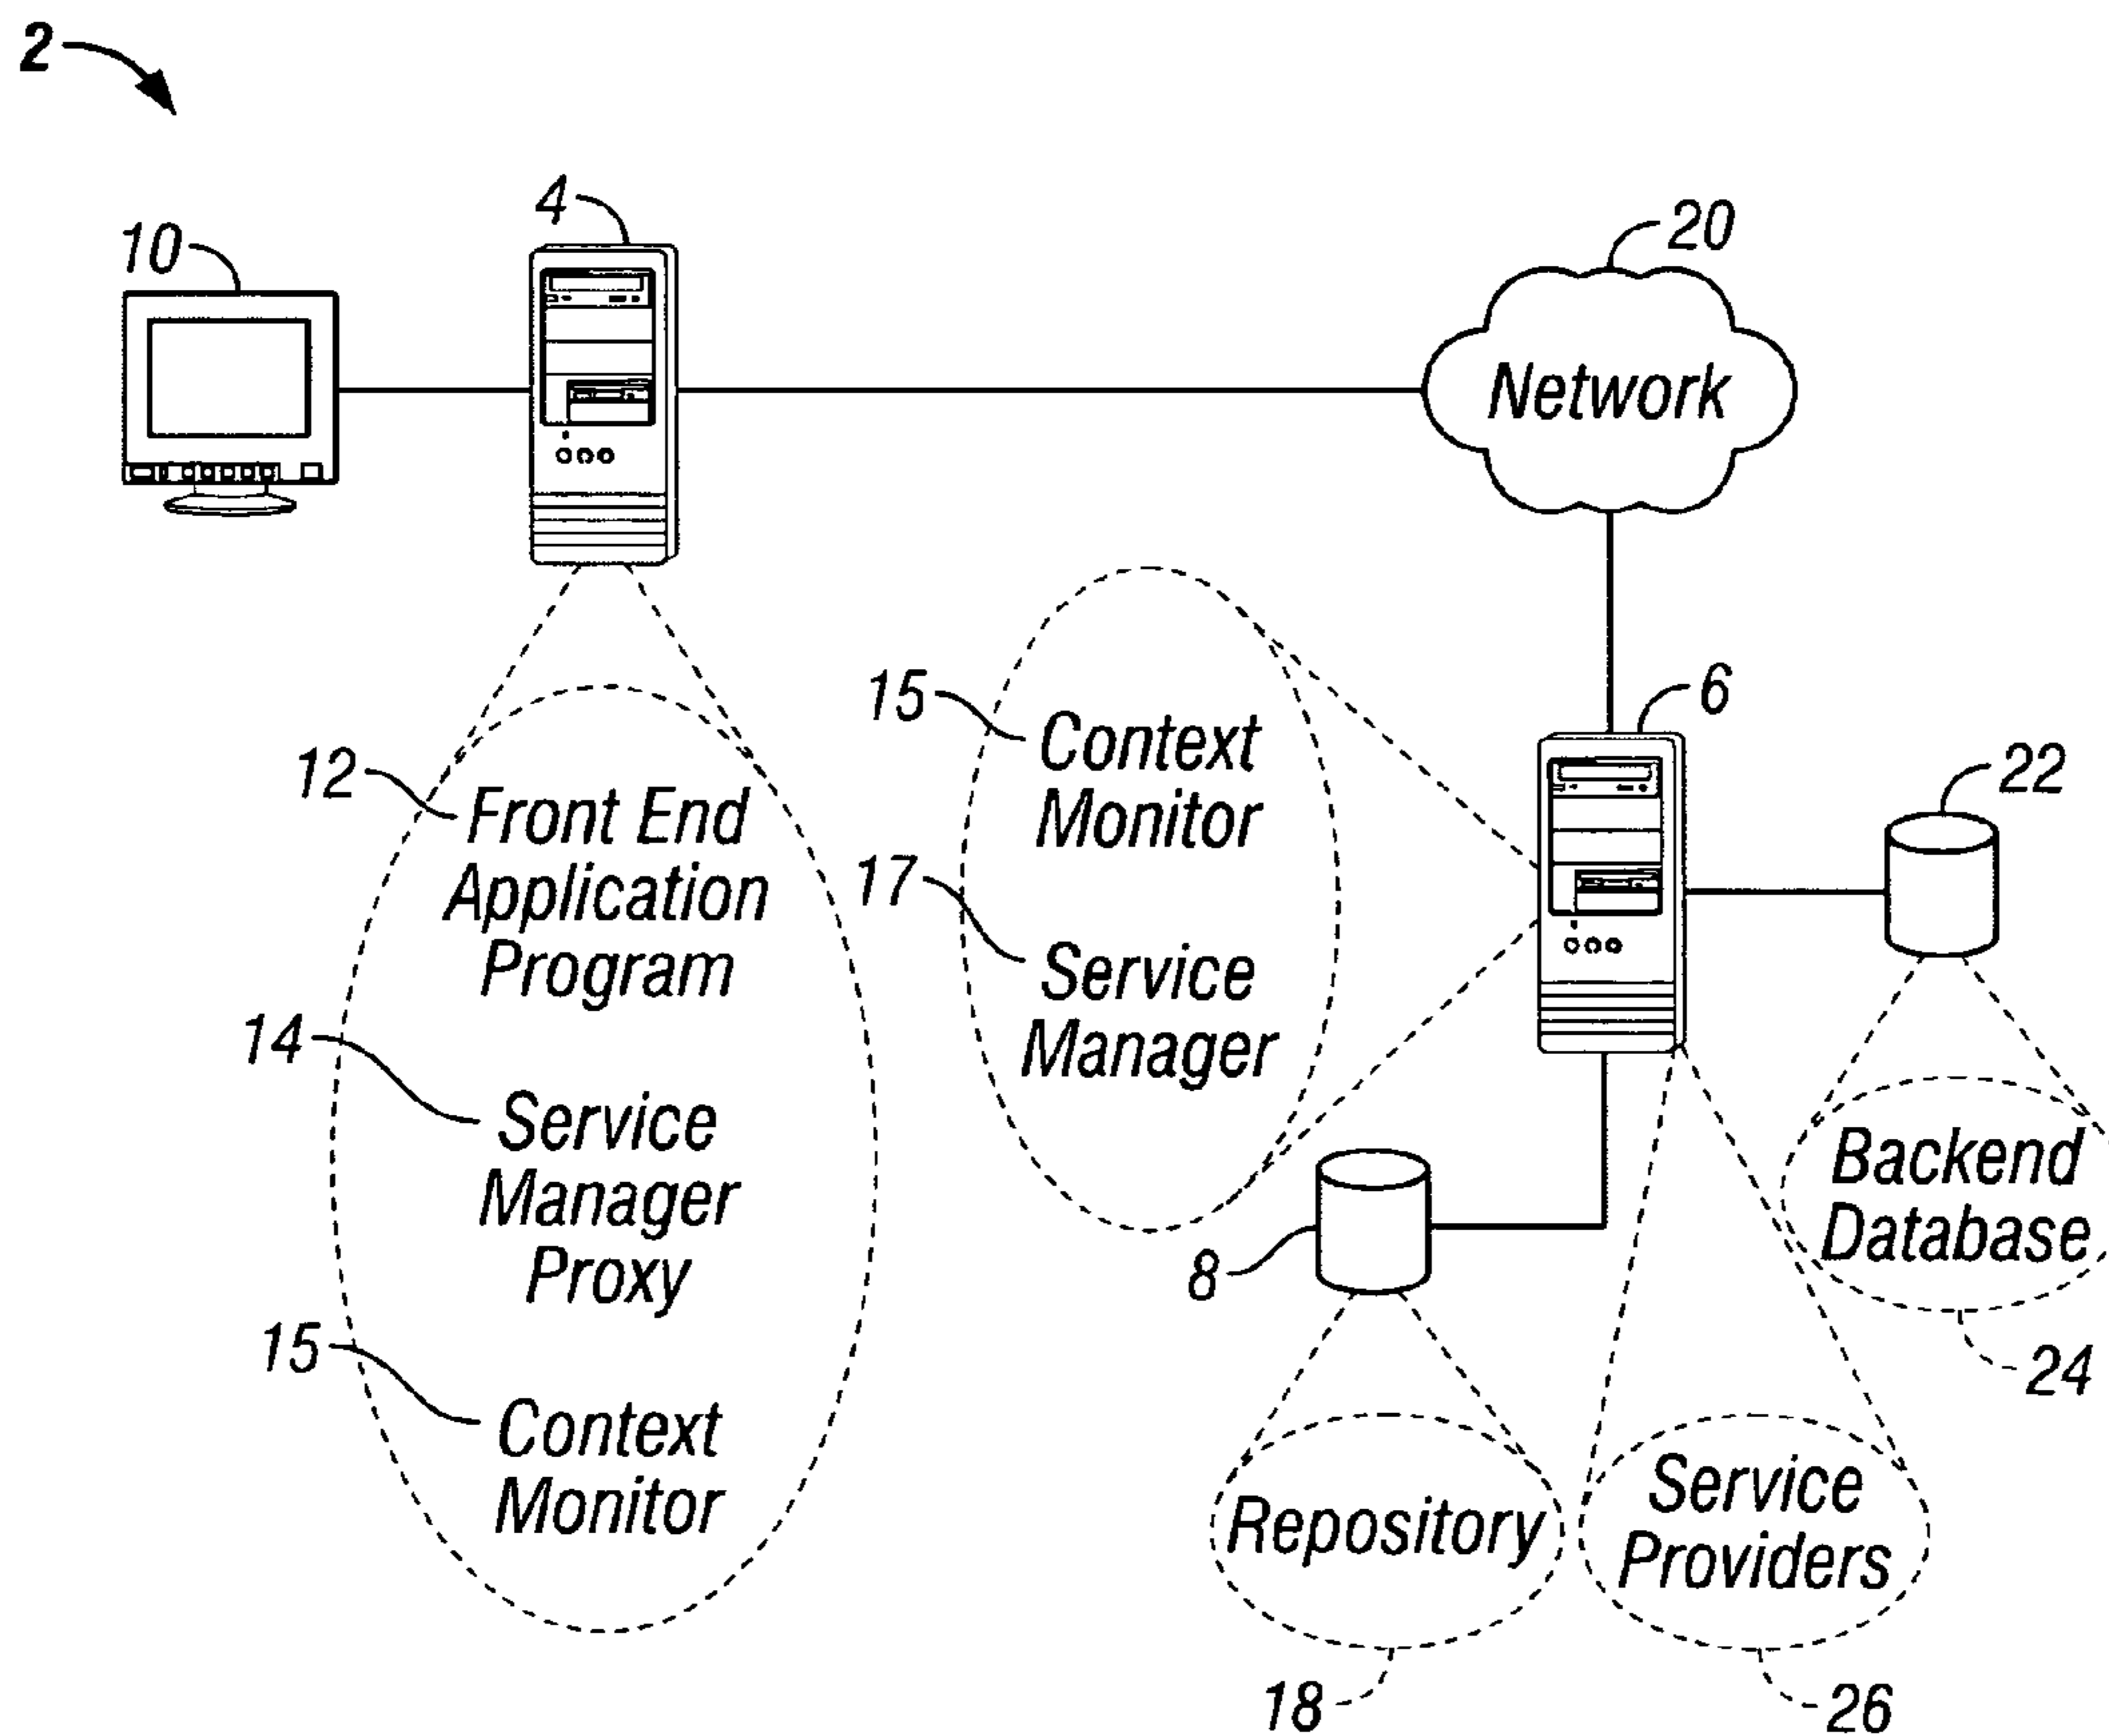 2
4
10
20
Network
15
Context
Monitor
6
12
Front End
Application
Program
22
17
Service
Manager
14
Service
Manager
Proxy
Backend
Database
8
24
15
Context
Monitor
Repository
Service
Providers
18
26